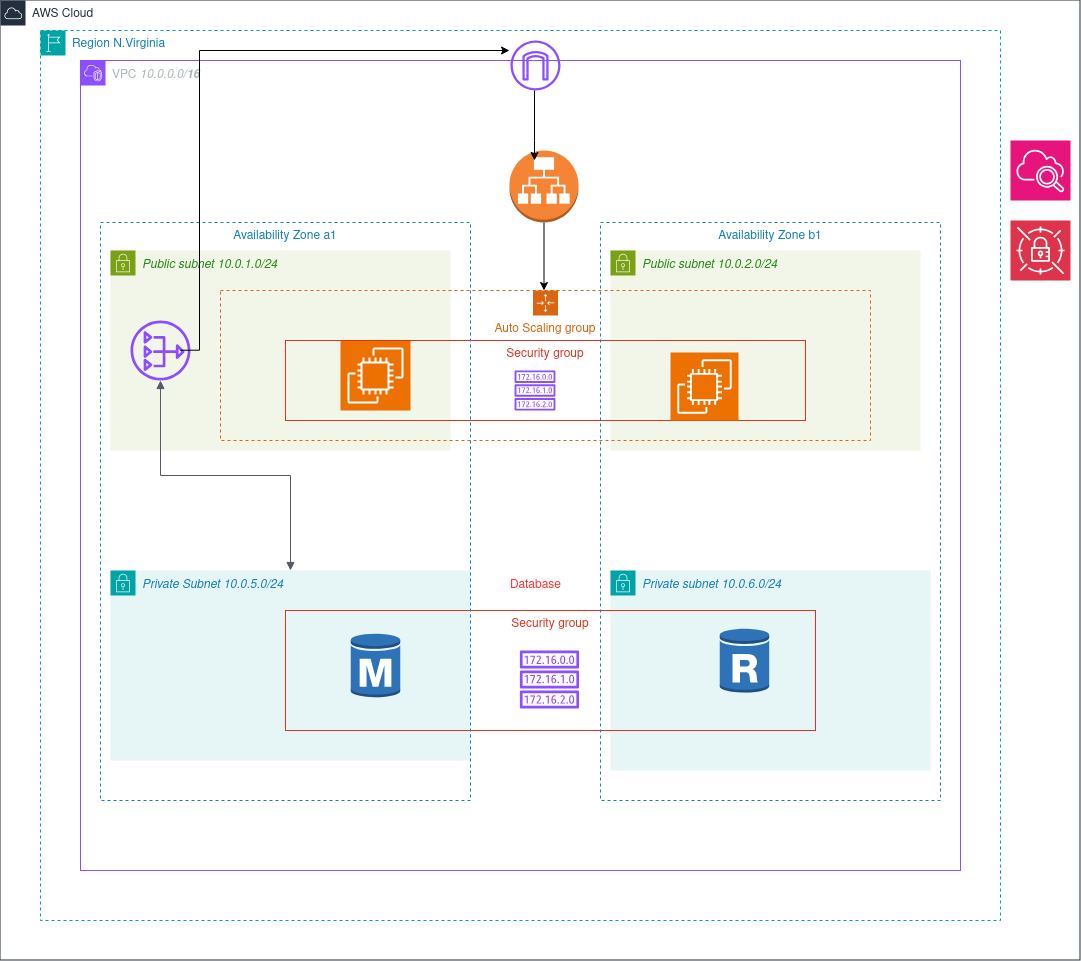 AWS Cloud
Region N.Virginia
VPC 10.0.0.0/16
Availability Zone a1
Availability Zone b1
Public subnet 10.0.1.0/24
Public subnet 10.0.2.0/24
Auto Scaling group
Security group
172.16.0.0
172.16.1.0
172.16.2.0
Private Subnet 10.0.5.0/24
Database
Private subnet 10.0.6.0/24
Security group
172.16.0.0
172.16.1.0
172.16.2.0
M
R